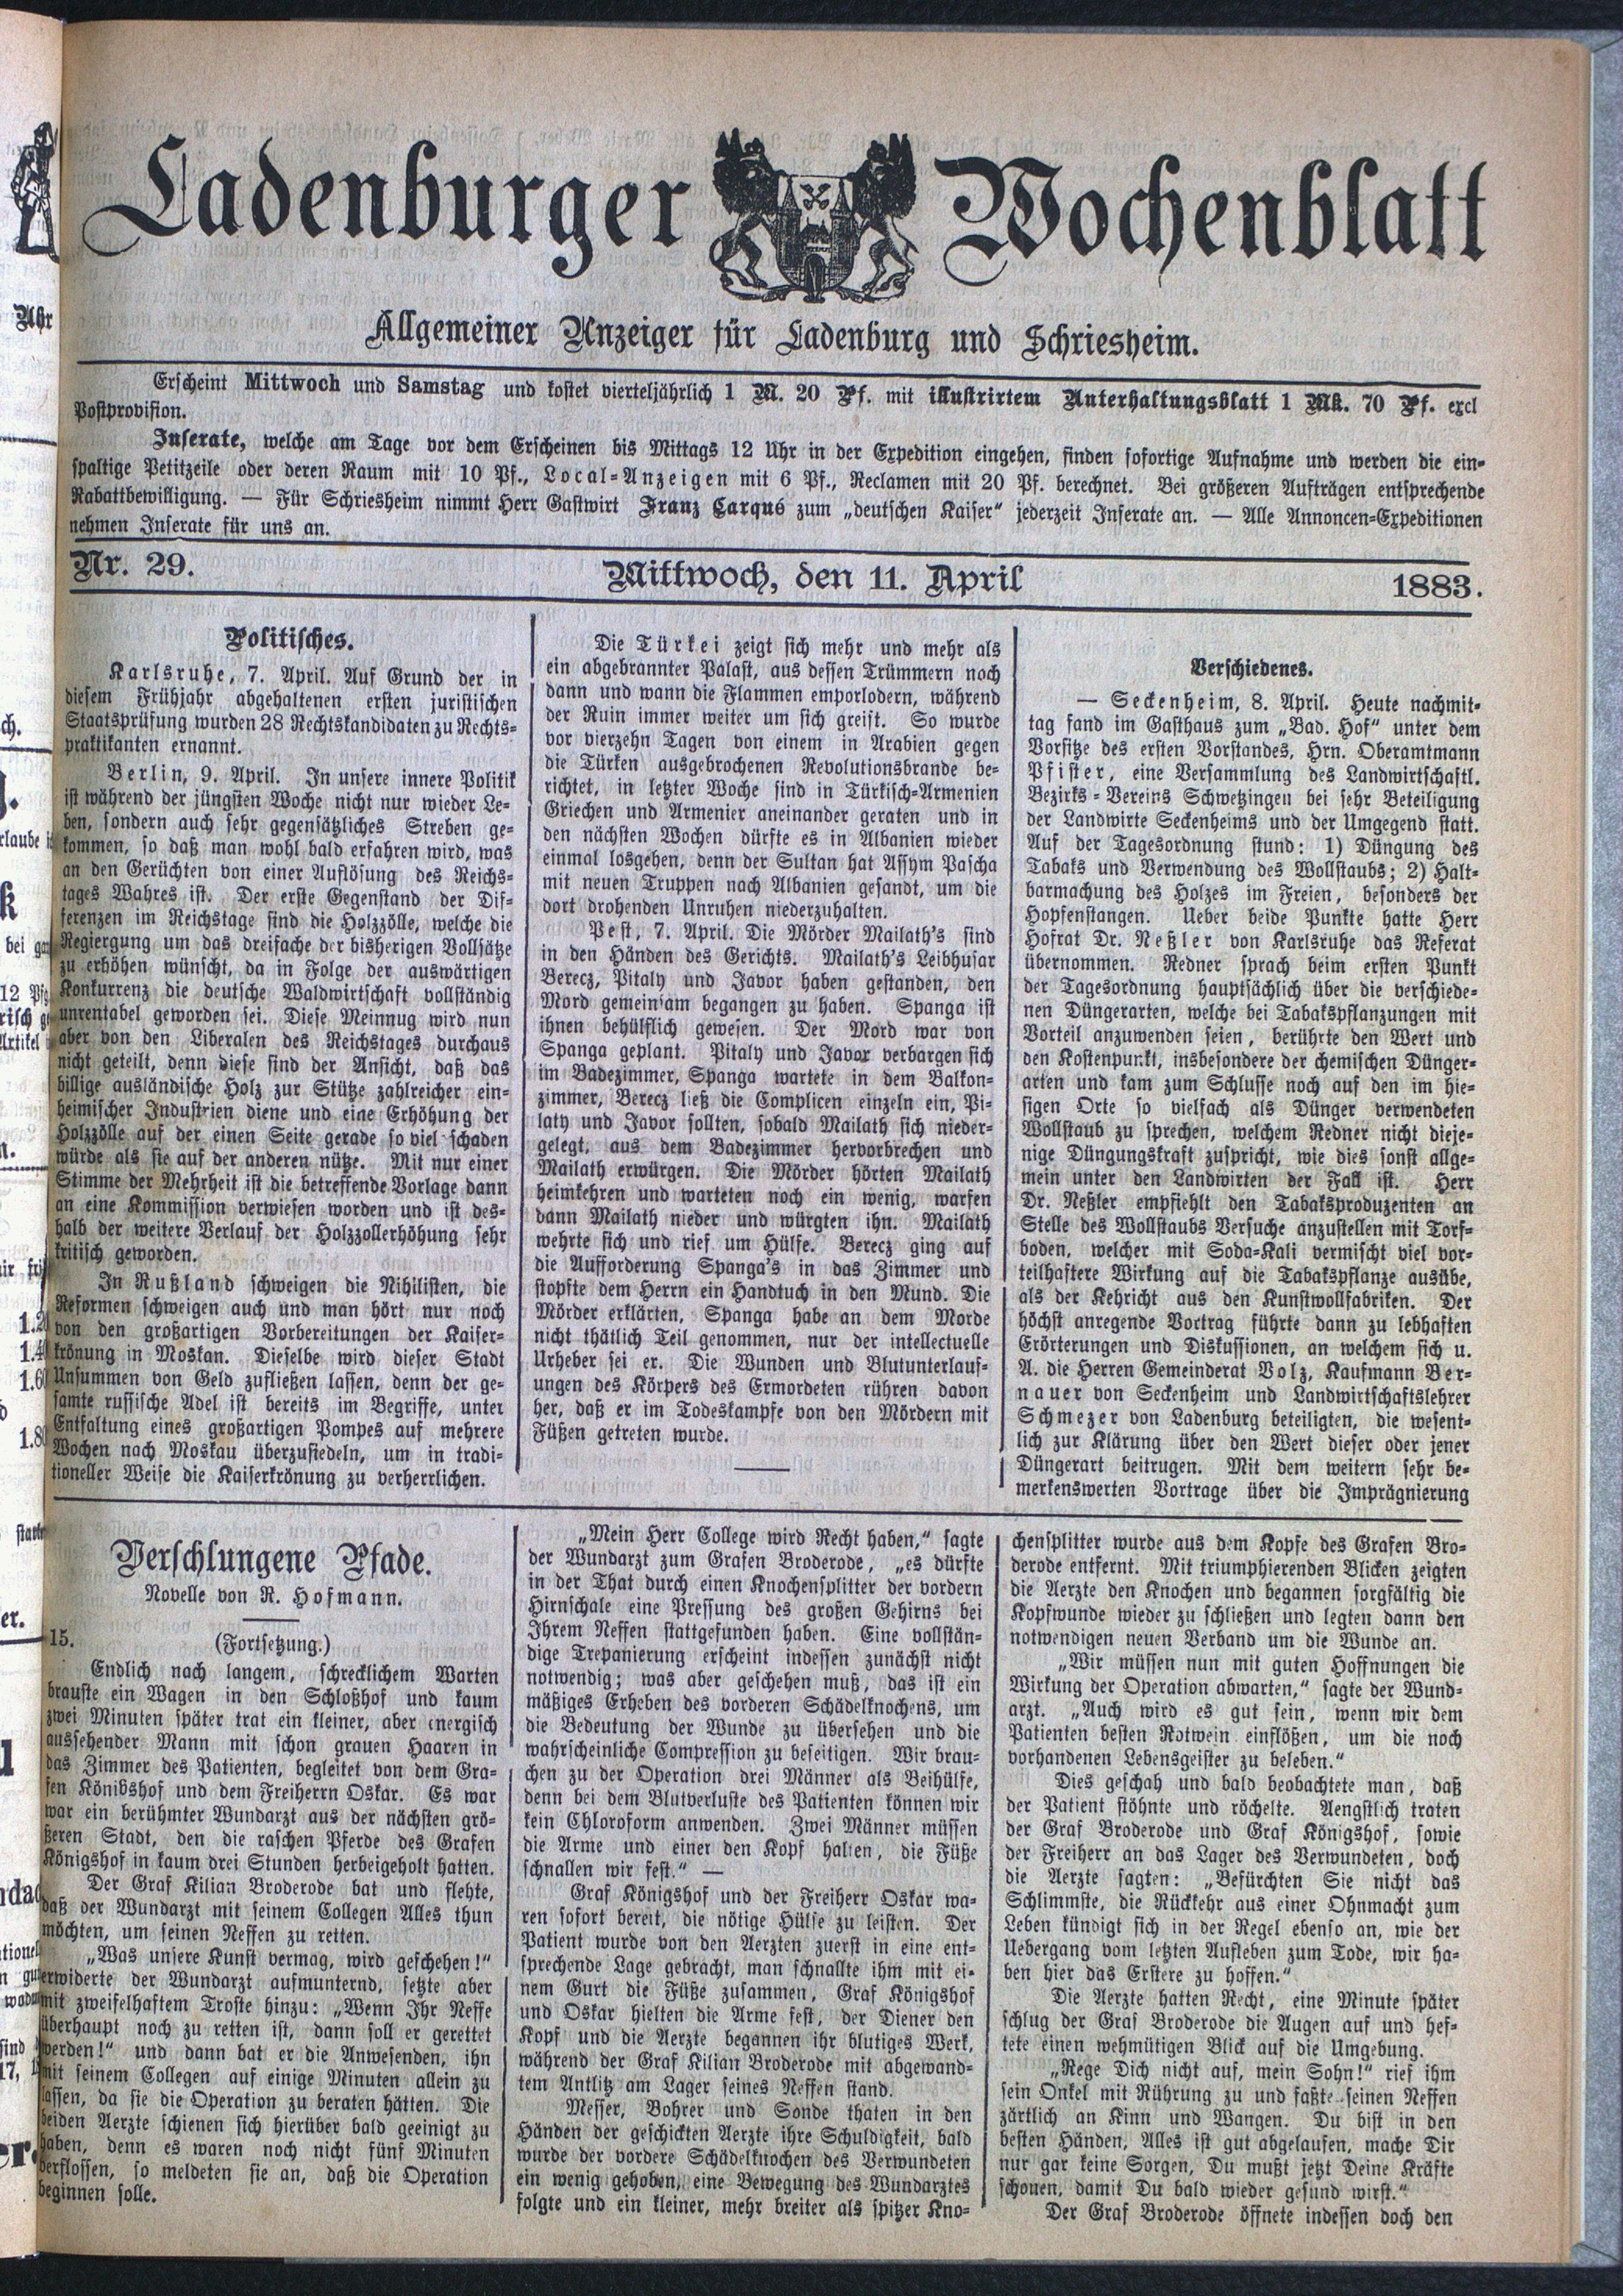 Ladenburger Wochenblatt
Allgemeiner Anzeiger für Ladenburg und Schriesheim.
Erscheint Mittwoch und Samstag und kostet vierteljährlich 1 M. 20 Pf. mit illustrirtem Unterhaltungsblatt 1 Mk. 70 Pf. excl
Postprovision.
Inserate, welche am Tage vor dem Erscheinen bis Mittags 12 Uhr in der Expedition eingehen, finden sofortige Aufnahme und werden die ein-
spaltige Petitzeile oder deren Raum mit 10 Pf., Local-Anzeigen mit 6 Pf., Reclamen mit 20 Pf. berechnet. Bei größeren Aufträgen entsprechende
Rabattbewilligung. — Für Schriesheim nimmt Herr Gastwirt Franz Carqué zum „deutschen Kaiser“ jederzeit Inserate an. — Alle Annoncen-Expeditionen
nehmen Inserate für uns an.
Nr. 29. Mittwoch, den 11. April 1883.
Politisches.
Karlsruhe, 7. April. Auf Grund der in
diesem Frühjahr abgehaltenen ersten juristischen
Staatsprüfung wurden 28 Rechtskandidaten zu Rechts-
praktikanten ernannt.
Berlin, 9. April. In unsere innere Politik
ist während der jüngsten Woche nicht nur wieder Le-
ben, sondern auch sehr gegensätzliches Streben ge-
kommen, so daß man wohl bald erfahren wird, was
an den Gerüchten von einer Auflösung des Reichs-
tages Wahres ist. Der erste Gegenstand der Dif-
ferenzen im Reichstage sind die Holzzölle, welche die
Regiergung um das dreifache der bisherigen Vollsätze
zu erhöhen wünscht, da in Folge der auswärtigen
Konkurrenz die deutsche Waldwirtschaft vollständig
unrentabel geworden sei. Diese Meinnug wird nun
aber von den Liberalen des Reichstages durchaus
nicht geteilt, denn diese sind der Ansicht, daß das
billige ausländische Holz zur Stütze zahlreicher ein-
heimischer Industrien diene und eine Erhöhung der
Holzzölle auf der einen Seite gerade so viel schaden
würde als sie auf der anderen nütze. Mit nur einer
Stimme der Mehrheit ist die betreffende Vorlage dann
an eine Kommission verwiesen worden und ist des-
halb der weitere Verlauf der Holzzollerhöhung sehr
kritisch geworden.
In Rußland schweigen die Nihilisten, die
Reformen schweigen auch und man hört nur noch
von den großartigen Vorbereitungen der Kaiser-
krönung in Moskan. Dieselbe wird dieser Stadt
Unsummen von Geld zufließen lassen, denn der ge-
samte russische Adel ist bereits im Begriffe, unter
Entfaltung eines großartigen Pompes auf mehrere
Wochen nach Moskau überzusiedeln, um in tradi-
tioneller Weise die Kaiserkrönung zu verherrlichen.
Die Türkei zeigt sich mehr und mehr als
ein abgebrannter Palast, aus dessen Trümmern noch
dann und wann die Flammen emporlodern, während
der Ruin immer weiter um sich greift. So wurde
vor vierzehn Tagen von einem in Arabien gegen
die Türken ausgebrochenen Revolutionsbrande be-
richtet, in letzter Woche sind in Türkisch-Armenien
Griechen und Armenier aneinander geraten und in
den nächsten Wochen dürfte es in Albanien wieder
einmal losgehen, denn der Sultan hat Assym Pascha
mit neuen Truppen nach Albanien gesandt, um die
dort drohenden Unruhen niederzuhalten.
Pest, 7. April. Die Mörder Mailath's sind
in den Händen des Gerichts. Mailath's Leibhusar
Berecz, Pitaly und Javor haben gestanden, den
Mord gemeinsam begangen zu haben. Spanga ist
ihnen behülflich gewesen. Der Mord war von
Spanga geplant. Pitaly und Javor verbargen sich
im Badezimmer, Spanga wartete in dem Balkon-
zimmer, Berecz ließ die Complicen einzeln ein, Pi-
laty und Javor sollten, sobald Mailath sich nieder-
gelegt, aus dem Badezimmer hervorbrechen und
Mailath erwürgen. Die Mörder hörten Mailath
heimkehren und warteten noch ein wenig, warfen
dann Mailath nieder und würgten ihn. Mailath
wehrte sich und rief um Hülfe. Berecz ging auf
die Aufforderung Spanga's in das Zimmer und
stopfte dem Herrn ein Handtuch in den Mund. Die
Mörder erklärten, Spanga habe an dem Morde
nicht thätlich Teil genommen, nur der intellectuelle
Urheber sei er. Die Wunden und Blutunterlauf-
ungen des Körpers des Ermordeten rühren davon
her, daß er im Todeskampfe von den Mördern mit
Füßen getreten wurde.
Verschiedenes.
— Seckenheim, 8. April. Heute nachmit-
tag fand im Gasthaus zum „Bad. Hof“ unter dem
Vorsitze des ersten Vorstandes, Hrn. Oberamtmann
Pfister, eine Versammlung des Landwirtschaftl.
Bezirks-Vereins Schwetzingen bei sehr Beteiligung
der Landwirte Seckenheims und der Umgegend statt.
Auf der Tagesordnung stund: 1) Düngung des
Tabaks und Verwendung des Wollstaubs; 2) Halt-
barmachung des Holzes im Freien, besonders der
Hopfenstangen. Ueber beide Punkte hatte Herr
Hofrat Dr. Neßler von Karlsruhe das Referat
übernommen. Redner sprach beim ersten Punkt
der Tagesordnung hauptsächlich über die verschiede-
nen Düngerarten, welche bei Tabakspflanzungen mit
Vorteil anzuwenden seien, berührte den Wert und
den Kostenpunkt, insbesondere der chemischen Dünger-
arten und kam zum Schlusse noch auf den im hie-
sigen Orte so vielfach als Dünger verwendeten
Wollstaub zu sprechen, welchem Redner nicht dieje-
nige Düngungskraft zuspricht, wie dies sonst allge-
mein unter den Landwirten der Fall ist. Herr
Dr. Neßler empfiehlt den Tabaksproduzenten an
Stelle des Wollstaubs Versuche anzustellen mit Torf-
boden, welcher mit Soda-Kali vermischt viel vor-
teilhaftere Wirkung auf die Tabakspflanze ausübe,
als der Kehricht aus den Kunstwollfabriken. Der
höchst anregende Vortrag führte dann zu lebhaften
Erörterungen und Diskussionen, an welchem sich u.
A. die Herren Gemeinderat Volz, Kaufmann Ber-
nauer von Seckenheim und Landwirtschaftslehrer
Schmezer von Ladenburg beteiligten, die wesent-
lich zur Klärung über den Wert dieser oder jener
Düngerart beitrugen. Mit dem weitern sehr be-
merkenswerten Vortrage über die Imprägnierung
Verschlungene Pfade.
Novelle von R. Hofmann.
15. (Fortsetzung.)
Endlich nach langem, schrecklichem Warten
brauste ein Wagen in den Schloßhof und kaum
zwei Minuten später trat ein kleiner, aber energisch
aussehender Mann mit schon grauen Haaren in
das Zimmer des Patienten, begleitet von dem Gra-
fen Königshof und dem Freiherrn Oskar. Es war
war ein berühmter Wundarzt aus der nächsten grö-
ßeren Stadt, den die raschen Pferde des Grafen
Königshof in kaum drei Stunden herbeigeholt hatten.
Der Graf Kilian Broderode bat und flehte,
daß der Wundarzt mit seinem Collegen Alles thun
möchten, um seinen Neffen zu retten.
„Was unsere Kunst vermag, wird geschehen!“
erwiderte der Wundarzt aufmunternd, setzte aber
mit zweifelhaftem Troste hinzu: „Wenn Ihr Neffe
überhaupt noch zu retten ist, dann soll er gerettet
werden!“ und dann bat er die Anwesenden, ihn
mit seinem Collegen auf einige Minuten allein zu
lassen, da sie die Operation zu beraten hätten. Die
beiden Aerzte schienen sich hierüber bald geeinigt zu
haben, denn es waren noch nicht fünf Minuten
verflossen, so meldeten sie an, daß die Operation
beginnen solle.
„Mein Herr College wird Recht haben,“ sagte
der Wundarzt zum Grafen Broderode, „es dürfte
in der That durch einen Knochensplitter der vordern
Hirnschale eine Pressung des großen Gehirns bei
Ihrem Neffen stattgefunden haben. Eine vollstän-
dige Trepanierung erscheint indessen zunächst nicht
notwendig; was aber geschehen muß, das ist ein
mäßiges Erheben des vorderen Schädelknochens, um
die Bedeutung der Wunde zu übersehen und die
wahrscheinliche Compression zu beseitigen. Wir brau-
chen zu der Operation drei Männer als Beihülfe,
denn bei dem Blutverluste des Patienten können wir
kein Chloroform anwenden. Zwei Männer müssen
die Arme und einer den Kopf halten, die Füße
schnallen wir fest.“ —
Graf Königshof und der Freiherr Oskar wa-
ren sofort bereit, die nötige Hülfe zu leisten. Der
Patient wurde von den Aerzten zuerst in eine ent-
sprechende Lage gebracht, man schnallte ihm mit ei-
nem Gurt die Füße zusammen, Graf Königshof
und Oskar hielten die Arme fest, der Diener den
Kopf und die Aerzte begannen ihr blutiges Werk,
während der Graf Kilian Broderode mit abgewand-
tem Antlitz am Lager seines Neffen stand.
Messer, Bohrer und Sonde thaten in den
Händen der geschickten Aerzte ihre Schuldigkeit, bald
wurde der vordere Schädelknochen des Verwundeten
ein wenig gehoben, eine Bewegung des Wundarztes
folgte und ein kleiner, mehr breiter als spitzer Kno-
chensplitter wurde aus dem Kopfe des Grafen Bro-
derode entfernt. Mit triumphierenden Blicken zeigten
die Aerzte den Knochen und begannen sorgfältig die
Kopfwunde wieder zu schließen und legten dann den
notwendigen neuen Verband um die Wunde an.
„Wir müssen nun mit guten Hoffnungen die
Wirkung der Operation abwarten,“ sagte der Wund-
arzt. „Auch wird es gut sein, wenn wir dem
Patienten besten Rotwein einflößen, um die noch
vorhandenen Lebensgeister zu beleben.“
Dies geschah und bald beobachtete man, daß
der Patient stöhnte und röchelte. Aengstlich traten
der Graf Broderode und Graf Königshof, sowie
der Freiherr an das Lager des Verwundeten, doch
die Aerzte sagten: „Befürchten Sie nicht das
Schlimmste, die Rückkehr aus einer Ohnmacht zum
Leben kündigt sich in der Regel ebenso an, wie der
Uebergang vom letzten Aufleben zum Tode, wir ha-
ben hier das Erstere zu hoffen.“
Die Aerzte hatten Recht, eine Minute später
schlug der Graf Broderode die Augen auf und hef-
tete einen wehmütigen Blick auf die Umgebung.
„Rege Dich nicht auf, mein Sohn!“ rief ihm
sein Onkel mit Rührung zu und faßte seinen Neffen
zärtlich an Kinn und Wangen. Du bist in den
besten Händen, Alles ist gut abgelaufen, mache Dir
nur gar keine Sorgen, Du mußt jetzt Deine Kräfte
schonen, damit Du bald wieder gesund wirst.“
Der Graf Broderode öffnete indessen doch den